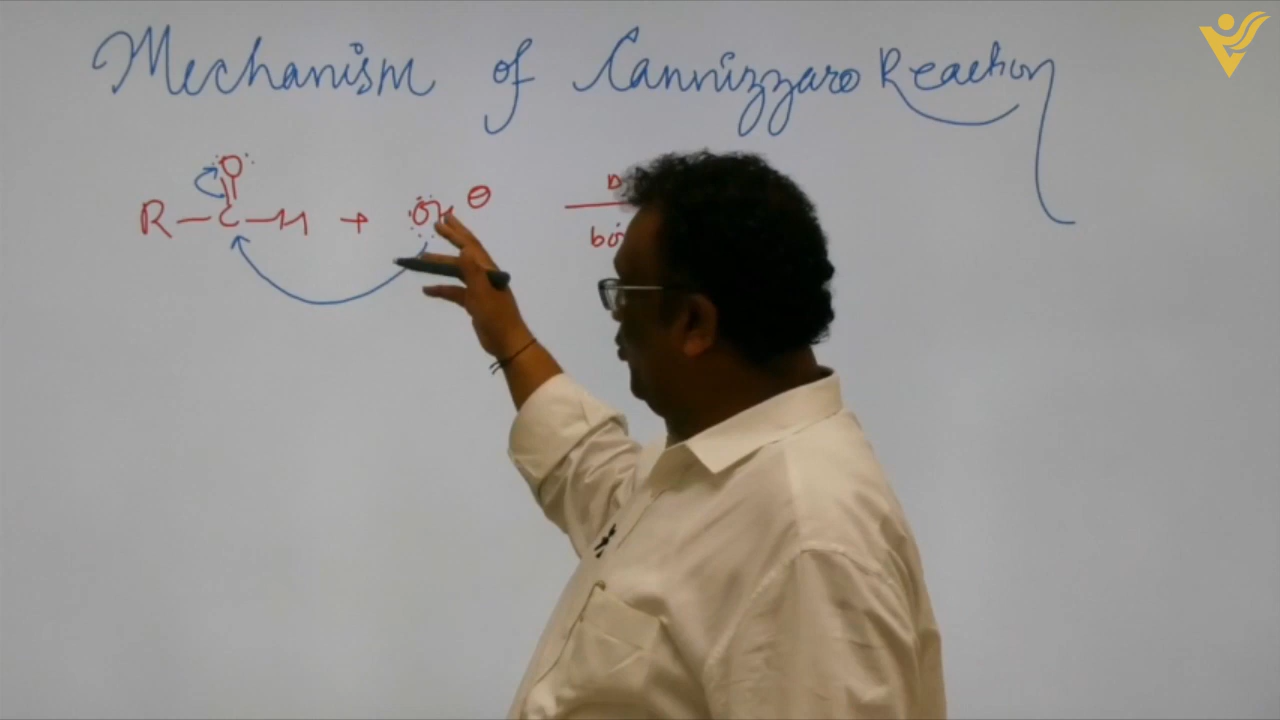 Mechanism of Cannizzaro Reaction
O
R - C - H + OH ⊖